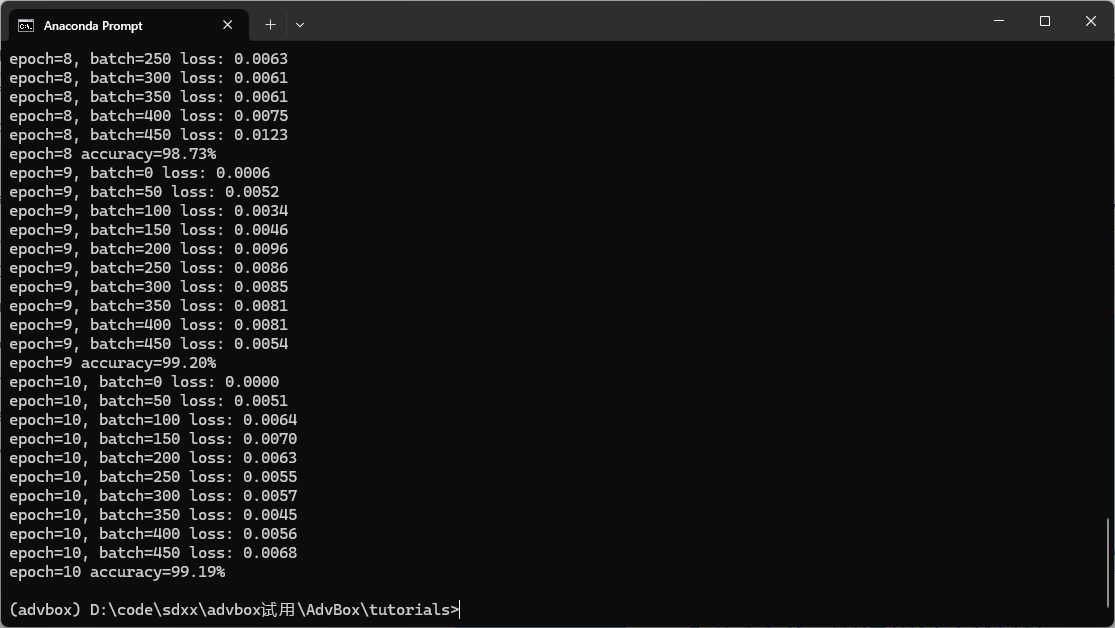 Anaconda Prompt
epoch=8, batch=250 loss: 0.0063
epoch=8, batch=300 loss: 0.0061
epoch=8, batch=350 loss: 0.0061
epoch=8, batch=400 loss: 0.0075
epoch=8, batch=450 loss: 0.0123
epoch=8 accuracy=98.73%
epoch=9, batch=0 loss: 0.0006
epoch=9, batch=50 loss: 0.0052
epoch=9, batch=100 loss: 0.0034
epoch=9, batch=150 loss: 0.0046
epoch=9, batch=200 loss: 0.0096
epoch=9, batch=250 loss: 0.0086
epoch=9, batch=300 loss: 0.0085
epoch=9, batch=350 loss: 0.0081
epoch=9, batch=400 loss: 0.0081
epoch=9, batch=450 loss: 0.0054
epoch=9 accuracy=99.20%
epoch=10, batch=0 loss: 0.0000
epoch=10, batch=50 loss: 0.0051
epoch=10, batch=100 loss: 0.0064
epoch=10, batch=150 loss: 0.0070
epoch=10, batch=200 loss: 0.0063
epoch=10, batch=250 loss: 0.0055
epoch=10, batch=300 loss: 0.0057
epoch=10, batch=350 loss: 0.0045
epoch=10, batch=400 loss: 0.0056
epoch=10, batch=450 loss: 0.0068
epoch=10 accuracy=99.19%
(advbox) D:\code\sdxx\advbox试用\AdvBox\tutorials>